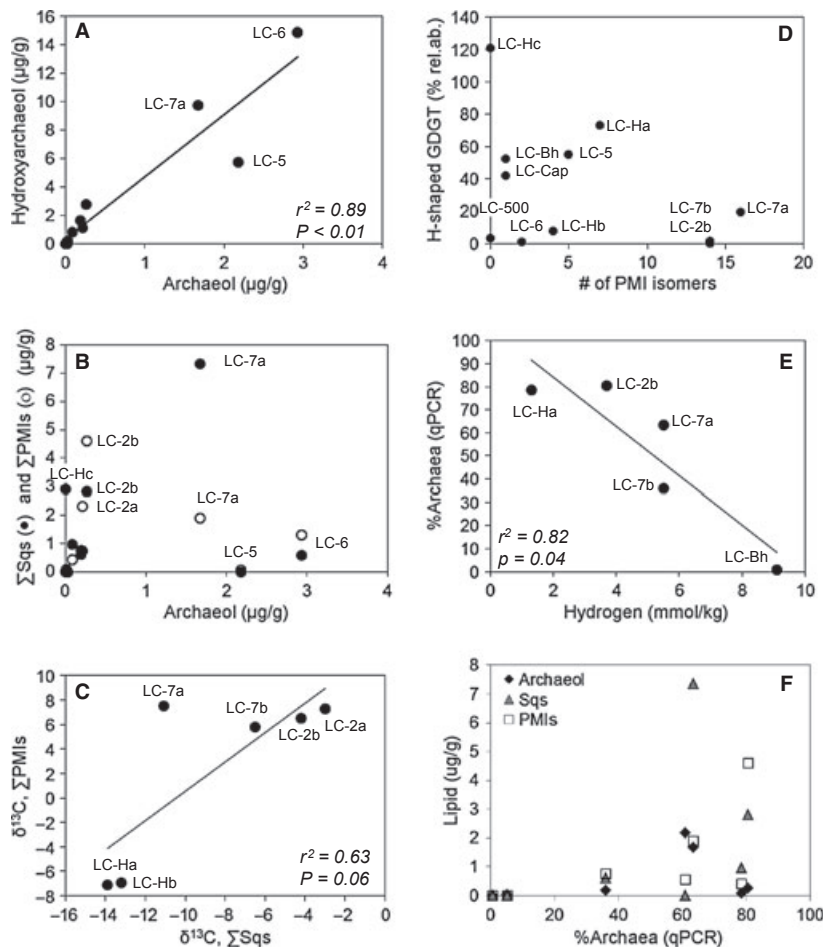 A
Hydroxyarchaeol (µg/g)
16
14
12
10
8
6
4
2
0
LC-6
LC-7a
LC-5
r² = 0.89
P < 0.01
0 1 2 3 4
Archaeol (µg/g)
D
H-shaped GDGT (% rel.ab.)
140
120
100
80
60
40
20
0
LC-Hc
LC-Ha
LC-Bh
LC-5
LC-Cap
LC-500
LC-7b
LC-7a
LC-6
LC-Hb
LC-2b
0 5 10 15 20
# of PMI isomers
B
∑Sqs (•) and ∑PMIs (○) (µg/g)
8
7
6
5
4
3
2
1
0
LC-7a
LC-2b
LC-Hc
LC-2b
LC-2a
LC-7a
LC-5
LC-6
0 1 2 3 4
Archaeol (µg/g)
E
%Archaea (qPCR)
100
90
80
70
60
50
40
30
20
10
0
LC-Ha
LC-2b
LC-7a
LC-7b
LC-Bh
r² = 0.82
p = 0.04
0 2 4 6 8 10
Hydrogen (mmol/kg)
C
δ¹³C, ∑PMIs
10
8
6
4
2
0
–2
–4
–6
–8
LC-7a
LC-7b
LC-2b
LC-2a
LC-Ha
LC-Hb
r² = 0.63
P = 0.06
–16 –14 –12 –10 –8 –6 –4 –2 0
δ¹³C, ∑Sqs
F
Lipid (ug/g)
8
7
6
5
4
3
2
1
0
Archaeol
Sqs
PMIs
0 20 40 60 80 100
%Archaea (qPCR)